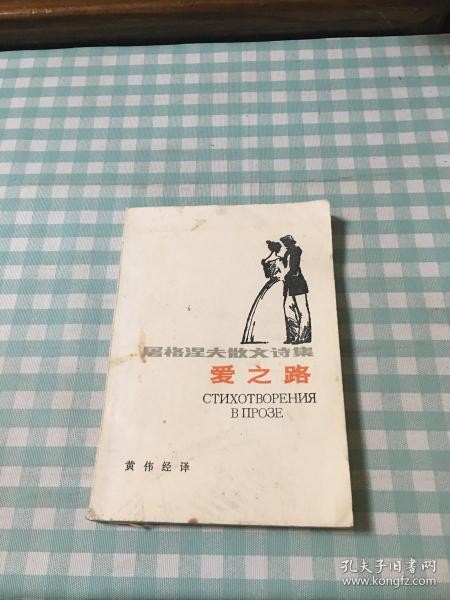 屠格涅夫散文诗集
爱之路
СТИХОТВОРЕНИЯ
В ПРОЗЕ
黄伟经译
孔夫子旧书网
www.kongfz.com